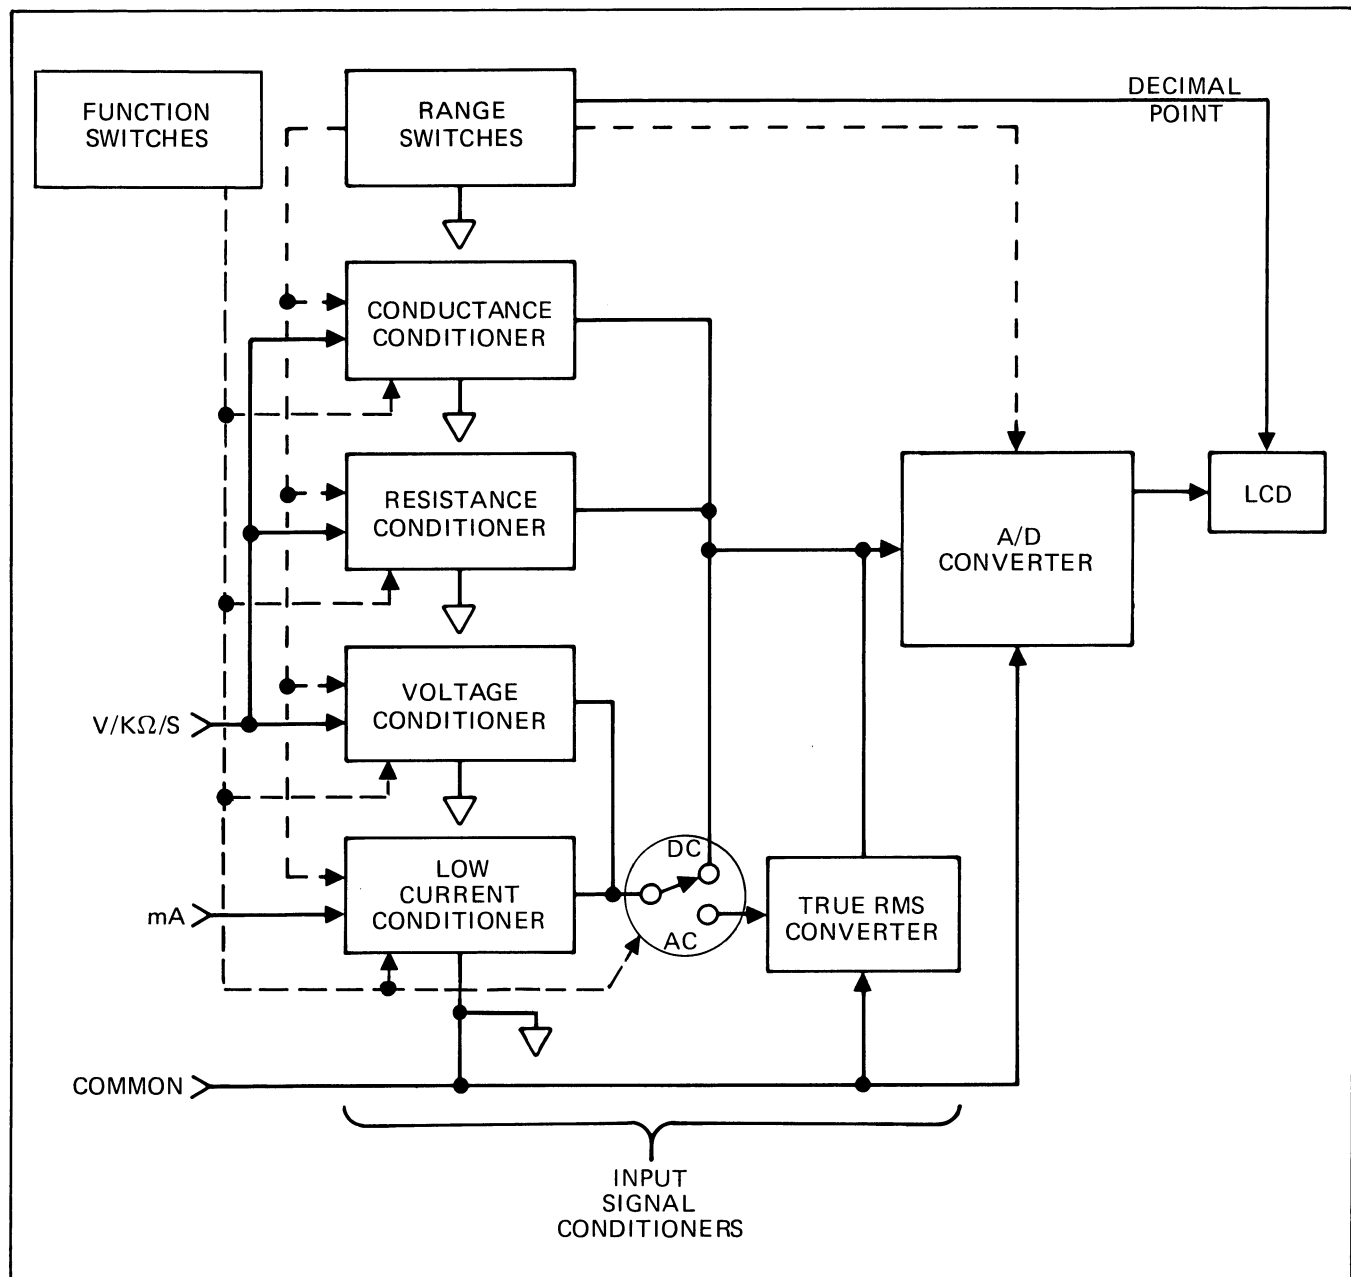 FUNCTION
SWITCHES
RANGE
SWITCHES
DECIMAL
POINT
CONDUCTANCE
CONDITIONER
RESISTANCE
CONDITIONER
A/D
CONVERTER
LCD
V/KΩ/S
VOLTAGE
CONDITIONER
mA
LOW
CURRENT
CONDITIONER
DC
AC
TRUE RMS
CONVERTER
COMMON
INPUT
SIGNAL
CONDITIONERS